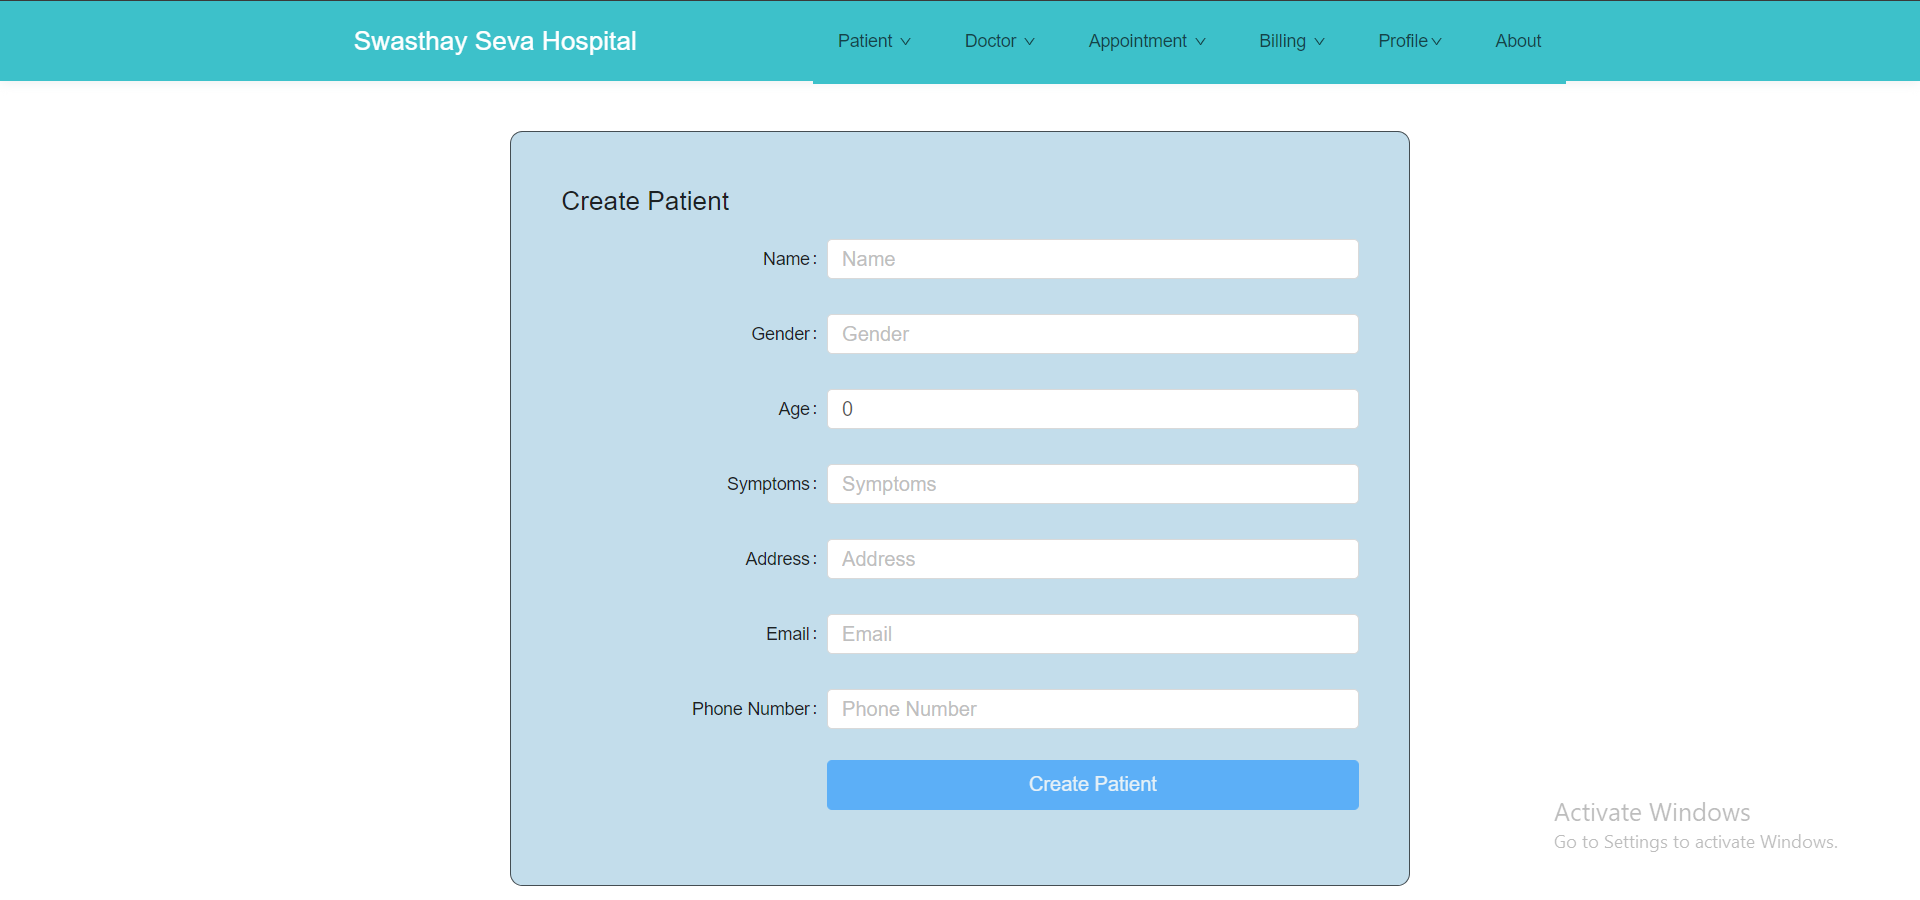 Swasthay Seva Hospital Patient Doctor Appointment Billing Profile About
Create Patient
Name: Name
Gender: Gender
Age: 0
Symptoms: Symptoms
Address: Address
Email: Email
Phone Number: Phone Number
Create Patient
Activate Windows
Go to Settings to activate Windows.